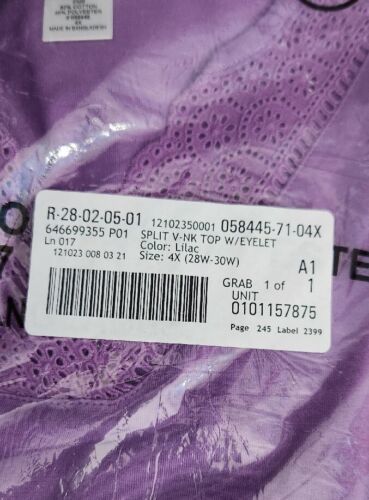 60% COTTON
40% POLYESTER
4X
MADE IN BANGLADESH
R-28-02-05-01 12102350001 058445-71-04X
646699355 P01 SPLIT V-NK TOP W/EYELET
Ln 017 Color: Lilac
121023 008 03 21 Size: 4X (28W-30W) A1
GRAB 1 of 1
UNIT 0101157875
Page 245 Label 2399
TE